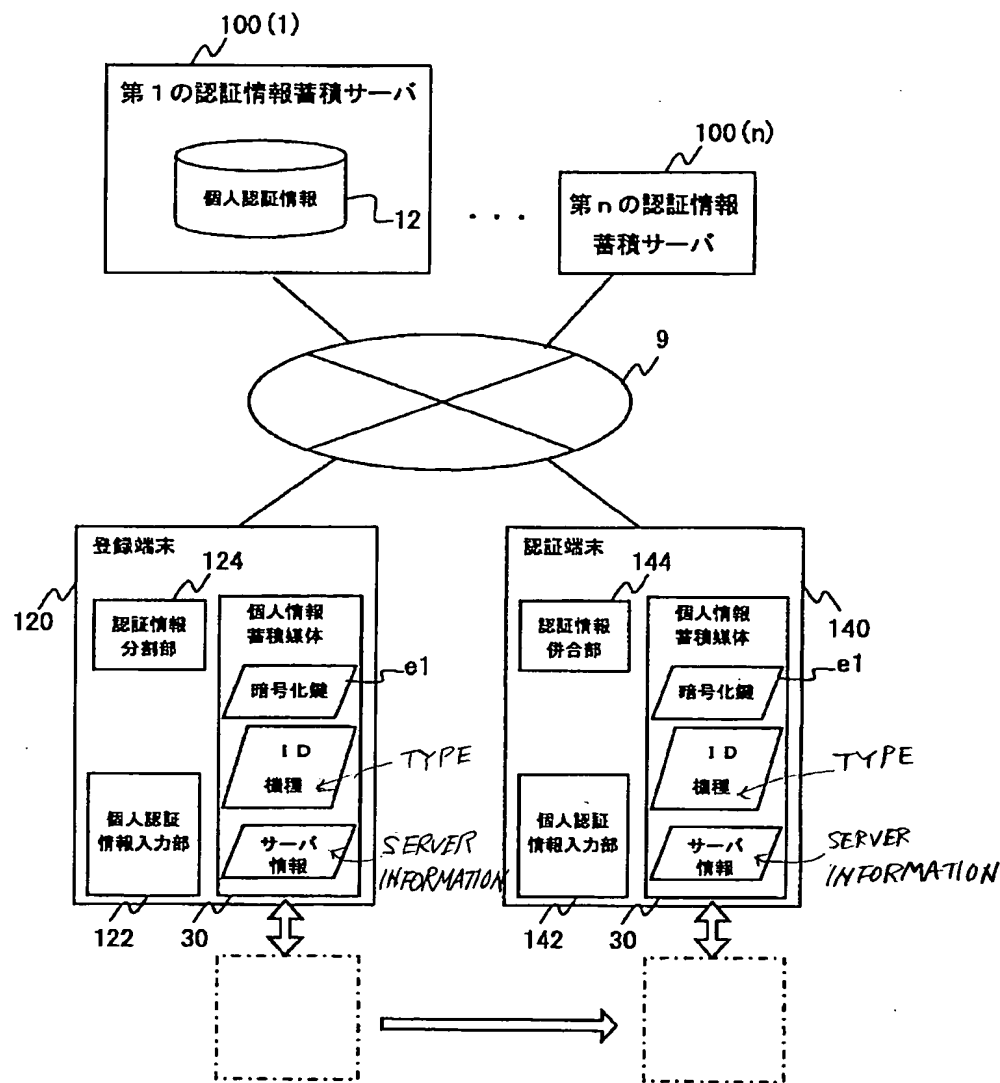 100(1)
第1の認証情報蓄積サーバ
個人認証情報
12
...
100(n)
第nの認証情報
蓄積サーバ
9
登録端末
124
120
認証情報
分割部
個人情報
蓄積媒体
e1
暗号化鍵
ID
機種
TYPE
個人認証
情報入力部
サーバ
情報
SERVER
INFORMATION
122
30
認証端末
144
140
認証情報
併合部
個人情報
蓄積媒体
e1
暗号化鍵
ID
機種
TYPE
個人認証
情報入力部
サーバ
情報
SERVER
INFORMATION
142
30